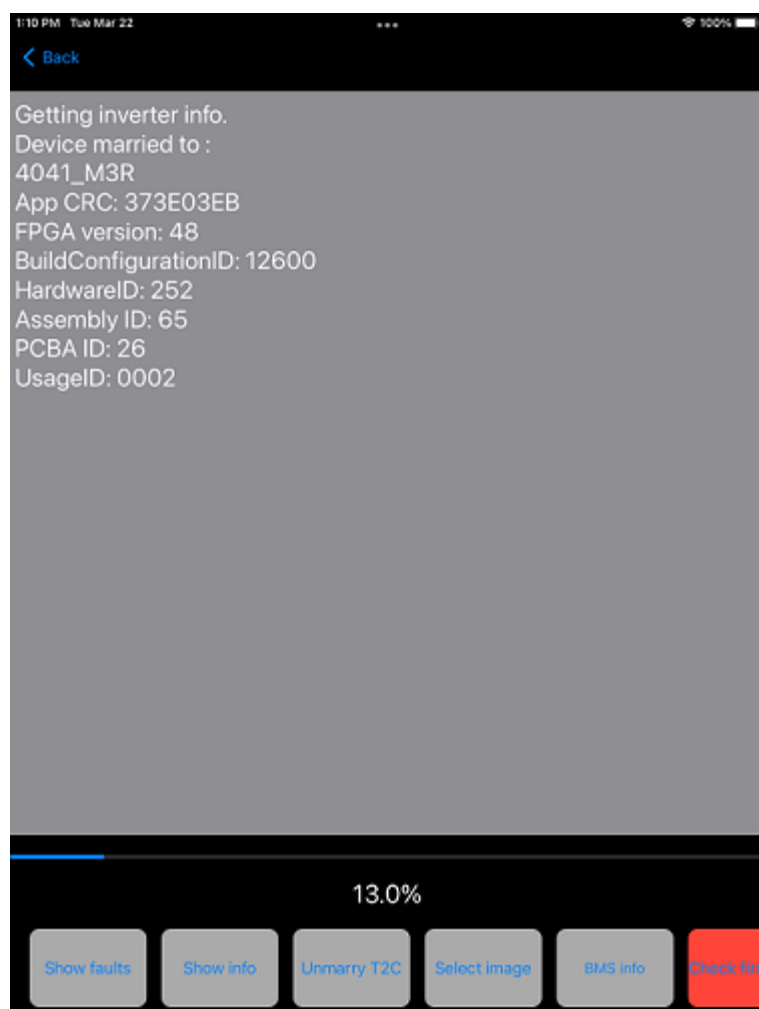 1:10 PM Tue Mar 22
100%
Back
Getting inverter info.
Device married to :
4041_M3R
App CRC: 373E03EB
FPGA version: 48
BuildConfigurationID: 12600
HardwareID: 252
Assembly ID: 65
PCBA ID: 26
UsageID: 0002
13.0%
Show faults Show info Unmarry T2C Select image BMS info Check fir